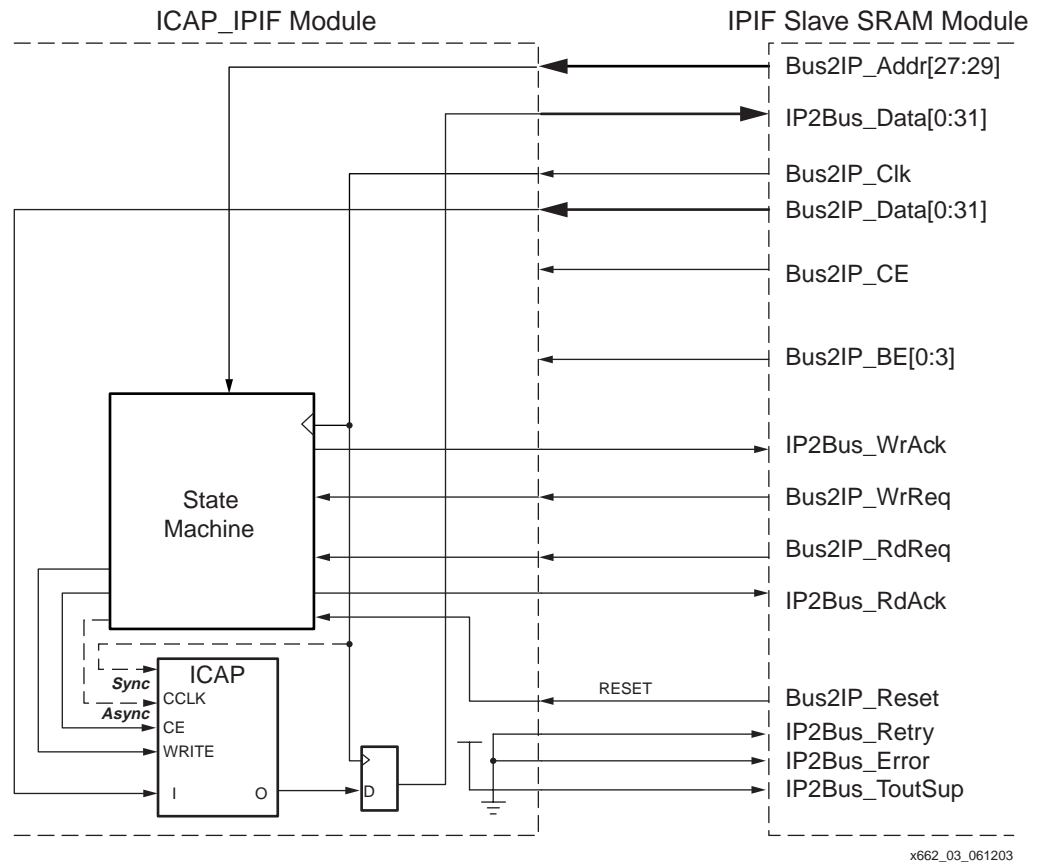 ICAP_IPIF Module
IPIF Slave SRAM Module
Bus2IP_Addr[27:29]
IP2Bus_Data[0:31]
Bus2IP_Clk
Bus2IP_Data[0:31]
Bus2IP_CE
Bus2IP_BE[0:3]
IP2Bus_WrAck
Bus2IP_WrReq
Bus2IP_RdReq
IP2Bus_RdAck
State
Machine
ICAP
Sync
CCLK
Async
CE
WRITE
I
O
D
RESET
Bus2IP_Reset
IP2Bus_Retry
IP2Bus_Error
IP2Bus_ToutSup
x662_03_061203